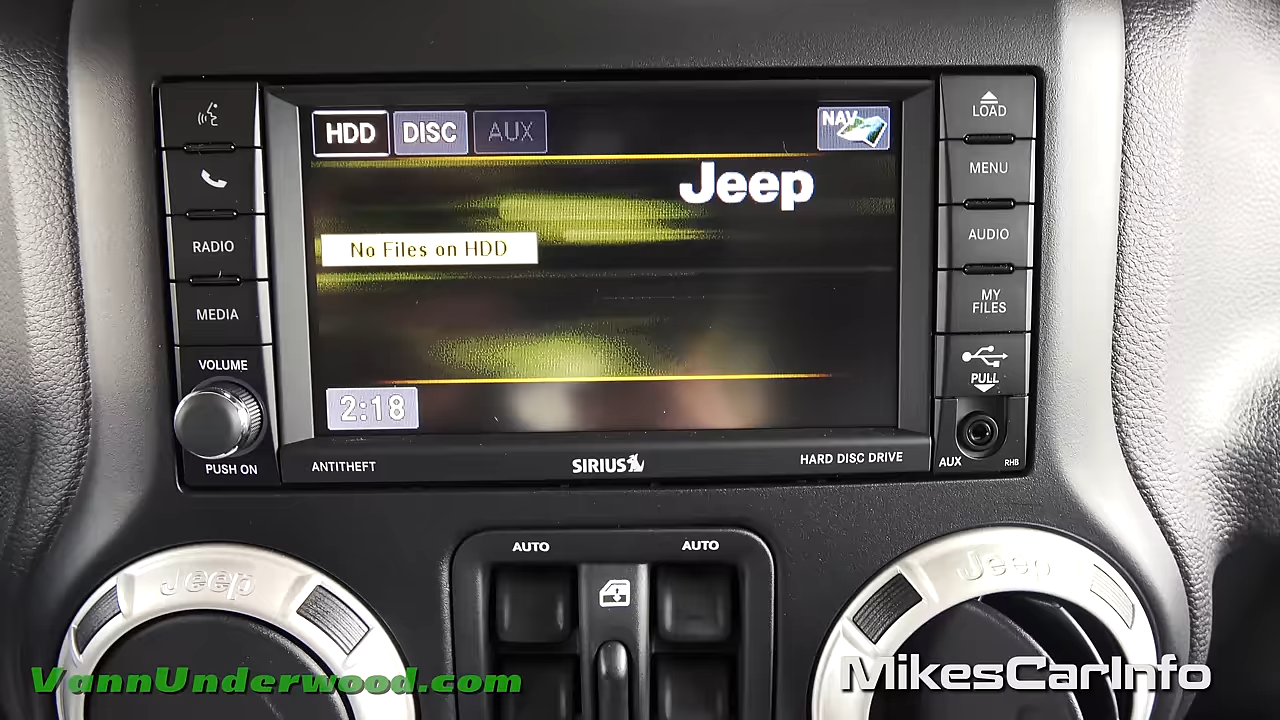 HDD DISC AUX
NAV
LOAD
Jeep
MENU
RADIO
AUDIO
No Files on HDD
MEDIA
MY
FILES
VOLUME
PULL
2:18
PUSH ON
ANTITHEFT
SIRIUS
HARD DISC DRIVE
AUX
RHB
AUTO
AUTO
Jeep
Jeep
VannUnderwood.com
MikesCarInfo